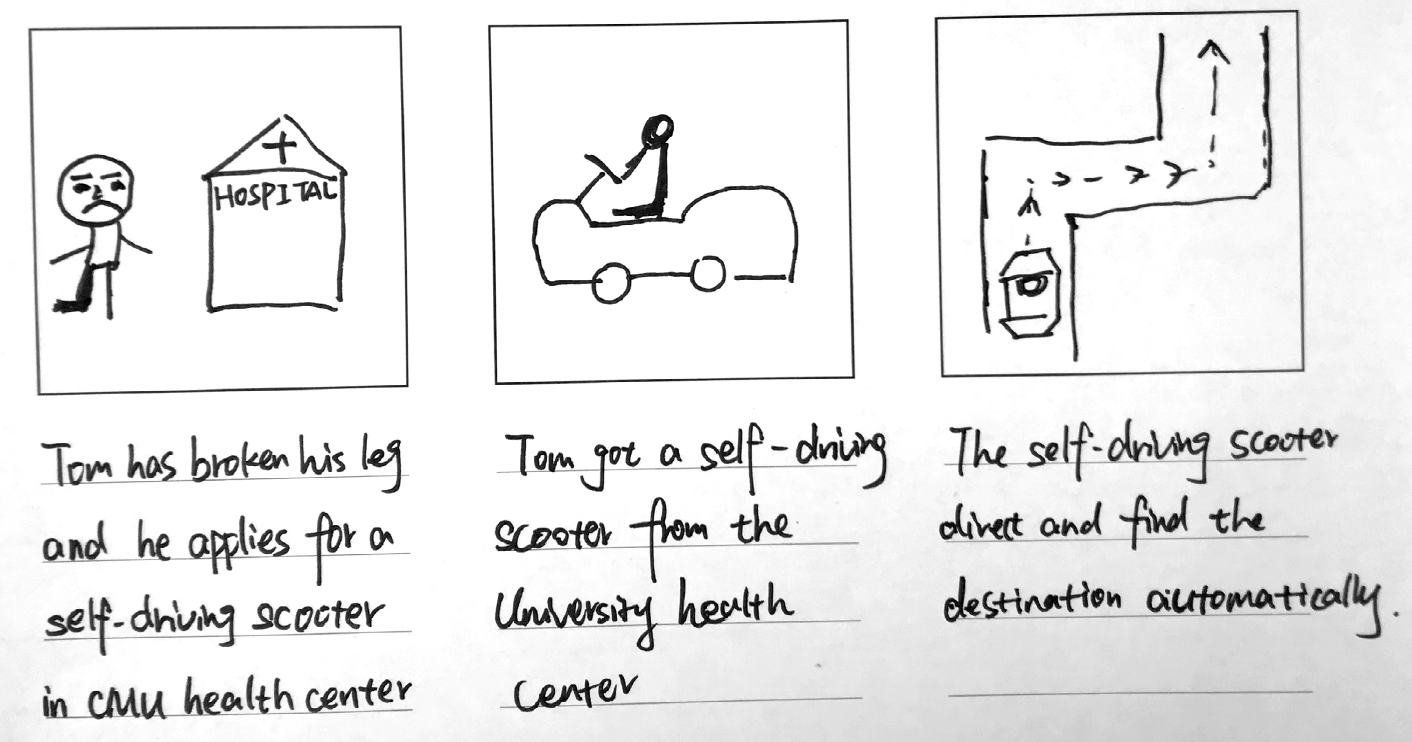 HOSPITAL
Tom has broken his leg
and he applies for a
self-driving scooter
in CMU health center
Tom got a self-driving
scooter from the
University health
center
The self-driving scooter
direct and find the
destination automatically.